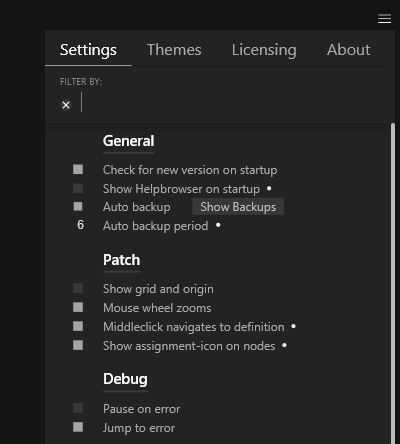 Settings Themes Licensing About
FILTER BY:
General
Check for new version on startup
Show Helpbrowser on startup •
Auto backup Show Backups
6 Auto backup period •
Patch
Show grid and origin
Mouse wheel zooms
Middleclick navigates to definition •
Show assignment-icon on nodes •
Debug
Pause on error
Jump to error